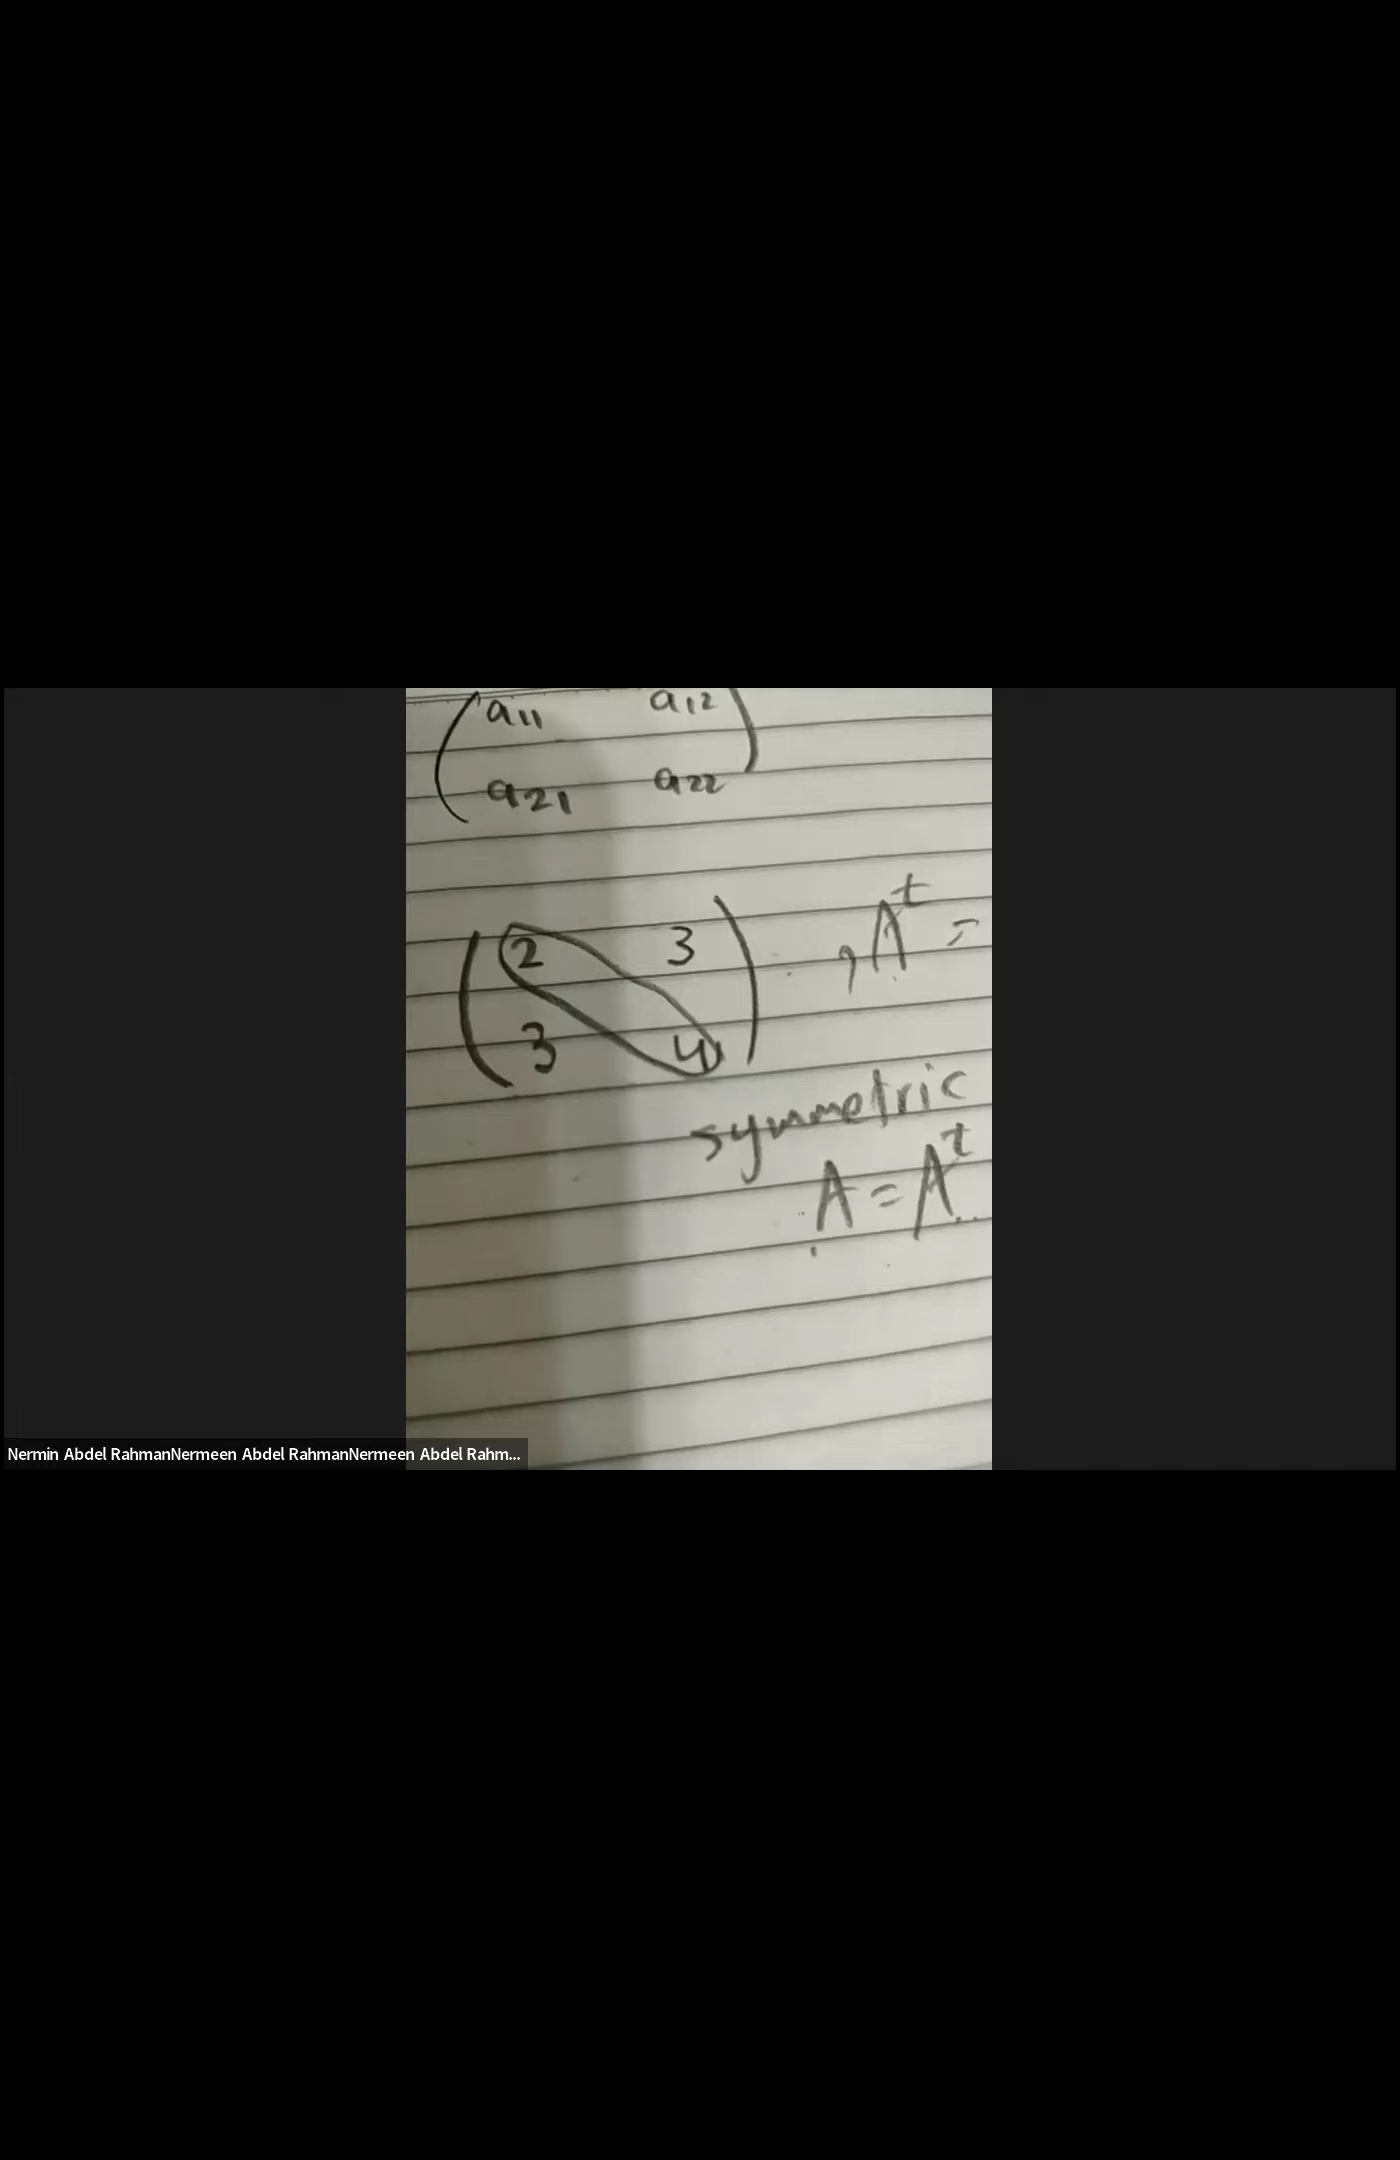 ( a11 a12 )
( a21 a22 )
( 2 3 ) , A^t =
( 3 4 )
symmetric
A = A^t
Nermin Abdel RahmanNermeen Abdel RahmanNermeen Abdel Rahm...